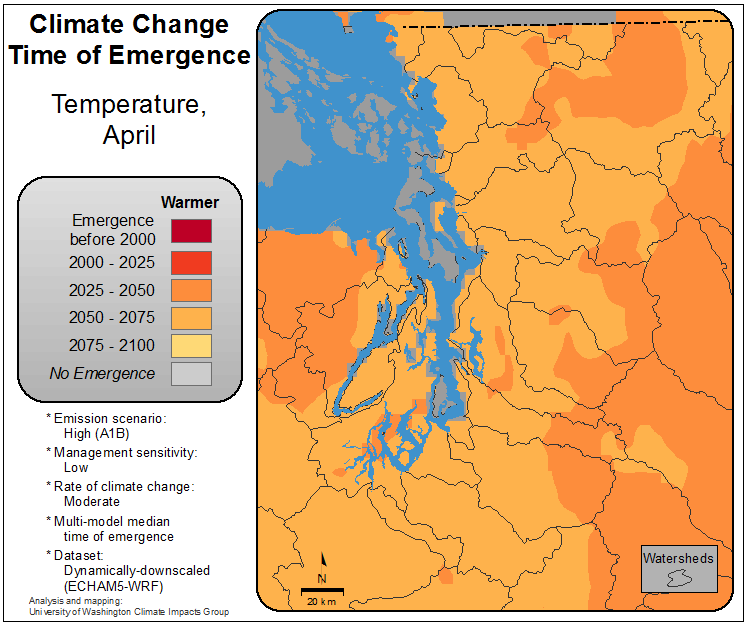 Climate Change
Time of Emergence
Temperature,
April
Warmer
Emergence
before 2000
2000 - 2025
2025 - 2050
2050 - 2075
2075 - 2100
No Emergence
* Emission scenario:
High (A1B)
* Management sensitivity:
Low
* Rate of climate change:
Moderate
* Multi-model median
time of emergence
* Dataset:
Dynamically-downscaled
(ECHAM5-WRF)
Analysis and mapping:
University of Washington Climate Impacts Group
N
20 km
Watersheds